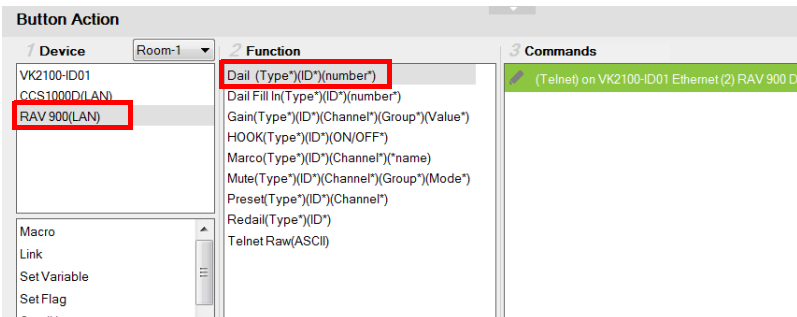 Button Action
1 Device
Room-1
2 Function
3 Commands
VK2100-ID01
CCS1000D(LAN)
RAV 900(LAN)
Macro
Link
Set Variable
Set Flag
Dail (Type*)(ID*)(number*)
Dail Fill In(Type*)(ID*)(number*)
Gain(Type*)(ID*)(Channel*)(Group*)(Value*)
HOOK(Type*)(ID*)(ON/OFF*)
Marco(Type*)(ID*)(Channel*)(*name)
Mute(Type*)(ID*)(Channel*)(Group*)(Mode*)
Preset(Type*)(ID*)(Channel*)
Redail(Type*)(ID*)
Telnet Raw(ASCII)
(Telnet) on VK2100-ID01 Ethernet (2) RAV 900 D